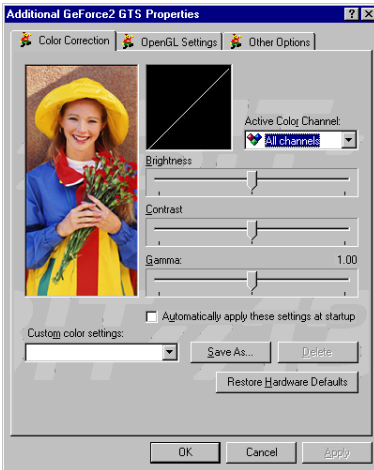 Additional GeForce2 GTS Properties
Color Correction OpenGL Settings Other Options
Active Color Channel:
All channels
Brightness
Contrast
Gamma: 1.00
Automatically apply these settings at startup
Custom color settings:
Save As... Delete
Restore Hardware Defaults
OK Cancel Apply